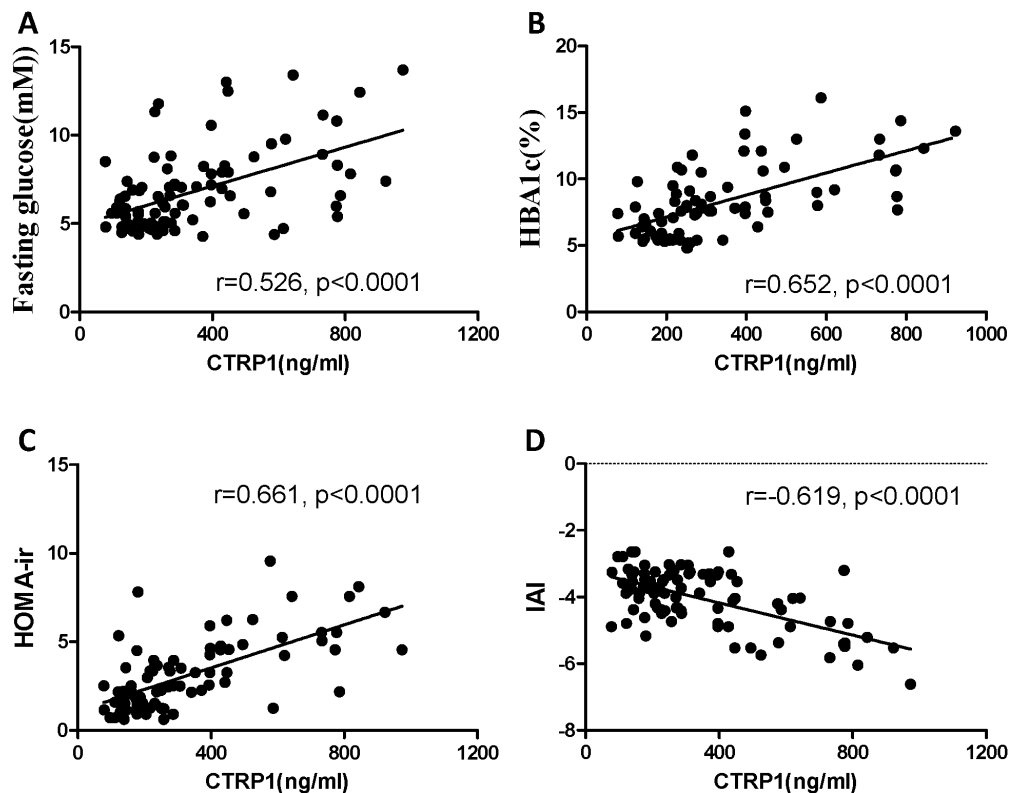 A
Fasting glucose(mM))
15
10
5
0
r=0.526, p<0.0001
0 400 800 1200
CTRP1(ng/ml)
B
HBA1c(%)
20
15
10
5
0
r=0.652, p<0.0001
0 200 400 600 800 1000
CTRP1(ng/ml)
C
HOMA-ir
15
10
5
0
r=0.661, p<0.0001
0 400 800 1200
CTRP1(ng/ml)
D
IAI
0
-2
-4
-6
-8
r=-0.619, p<0.0001
0 200 400 600 800 1000 1200
CTRP1(ng/ml)